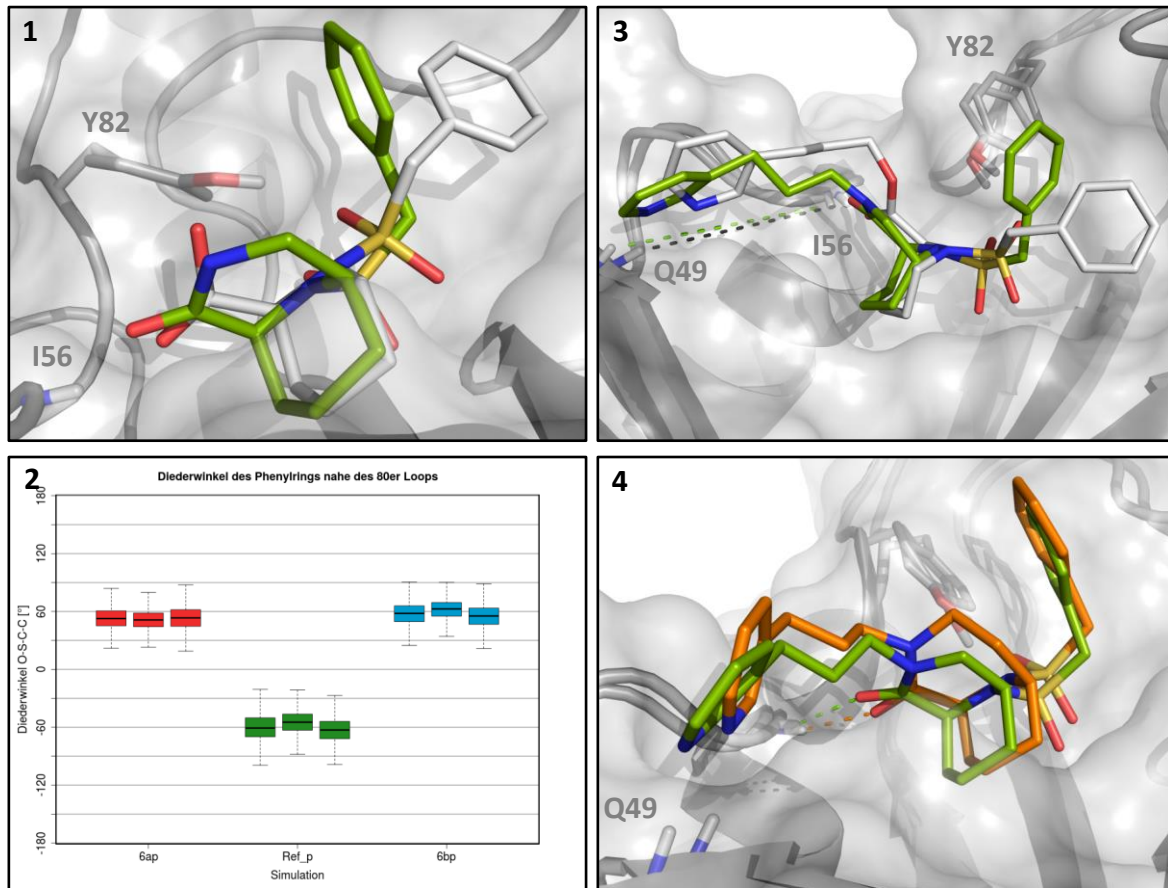 1
Y82
I56
3
Y82
I56
Q49
2
Diederwinkel des Phenylrings nahe des 80er Loops
Diederwinkel O-S-C-C [°]
180
120
60
0
-60
-120
-180
6ap
Ref_p
6bp
Simulation
4
Q49